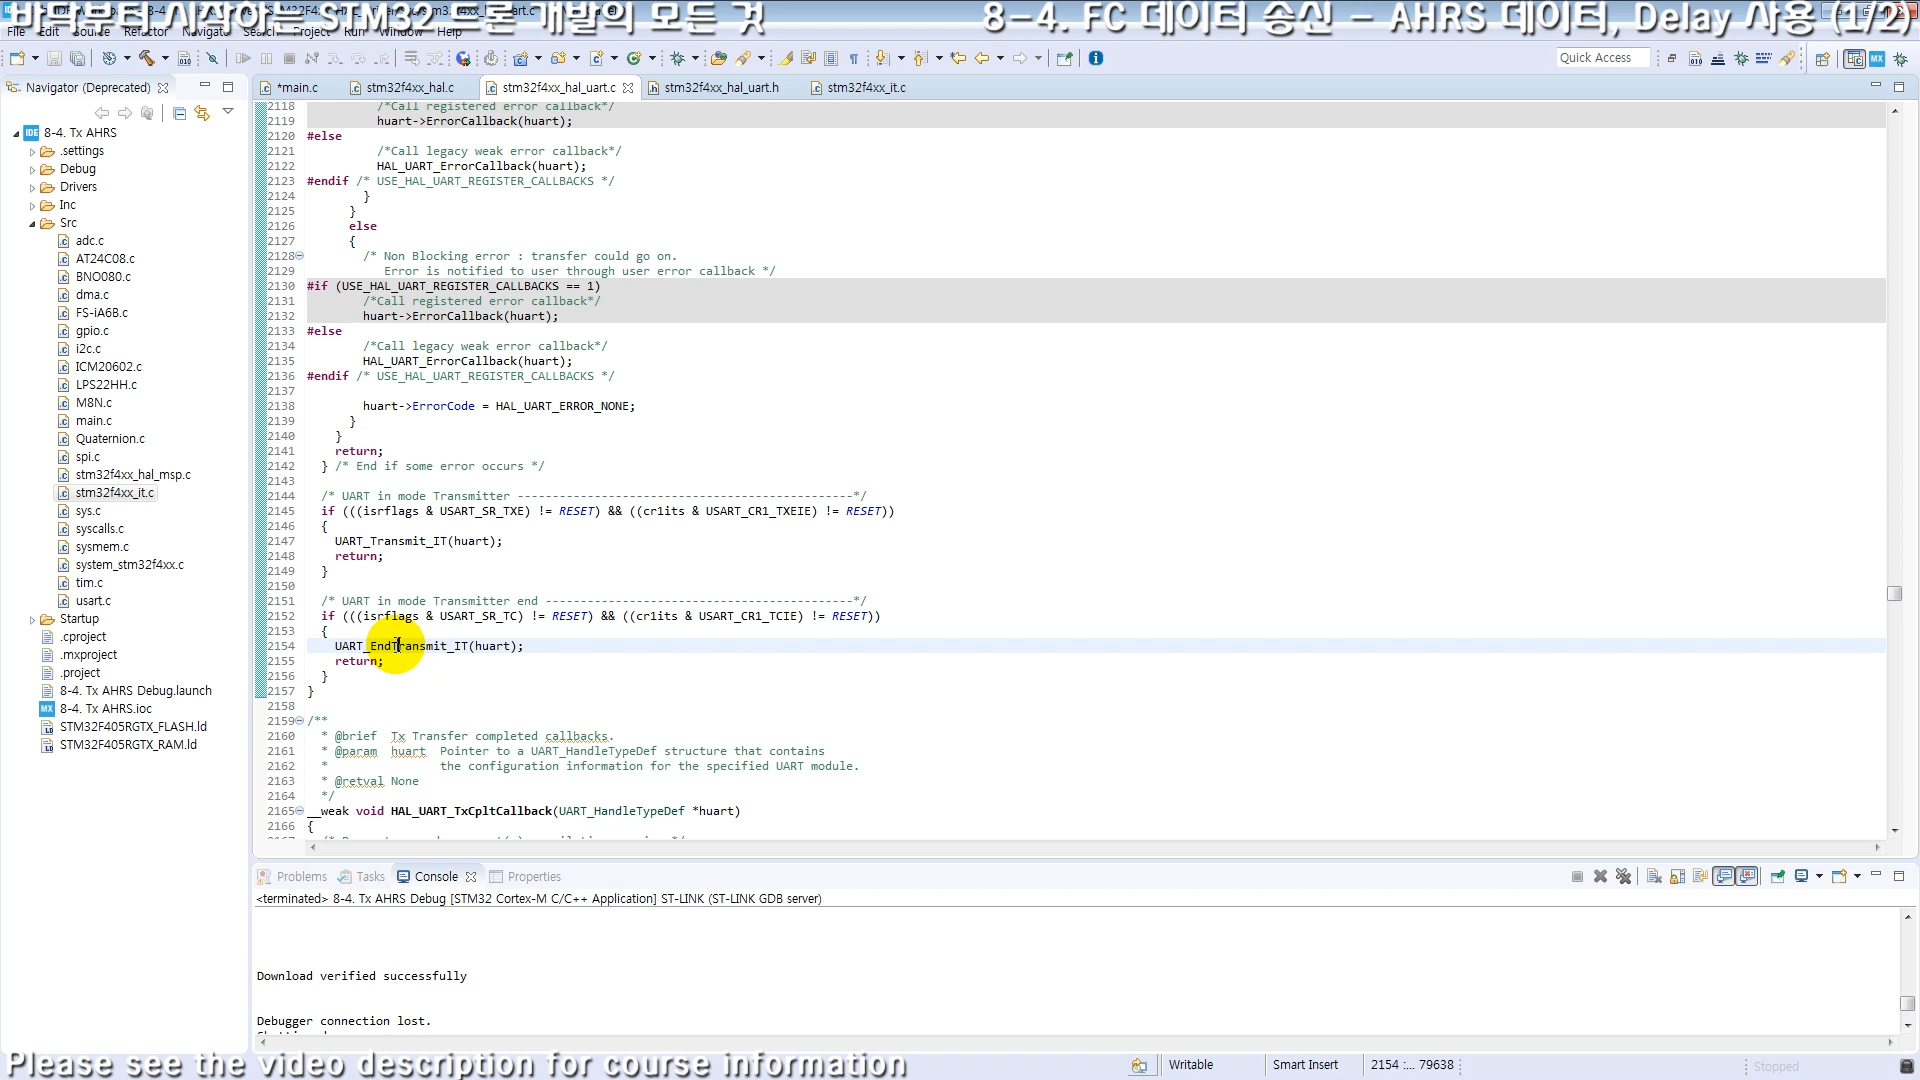 바닥부터 시작하는 STM32 드론 개발의 모든 것
8-4. FC 데이터 송신 - AHRS 데이터, Delay 사용 (1/2)
File Edit Source Refactor Navigate Search Project Run Window Help
Quick Access
Navigator (Deprecated)
*main.c
stm32f4xx_hal.c
stm32f4xx_hal_uart.c
stm32f4xx_hal_uart.h
stm32f4xx_it.c
8-4. Tx AHRS
.settings
Debug
Drivers
Inc
Src
adc.c
AT24C08.c
BNO080.c
dma.c
FS-iA6B.c
gpio.c
i2c.c
ICM20602.c
LPS22HH.c
M8N.c
main.c
Quaternion.c
spi.c
stm32f4xx_hal_msp.c
stm32f4xx_it.c
sys.c
syscalls.c
sysmem.c
system_stm32f4xx.c
tim.c
usart.c
Startup
.cproject
.mxproject
.project
8-4. Tx AHRS Debug.launch
8-4. Tx AHRS.ioc
STM32F405RGTX_FLASH.ld
STM32F405RGTX_RAM.ld
2118 /*Call registered error callback*/
2119 huart->ErrorCallback(huart);
2120 #else
2121 /*Call legacy weak error callback*/
2122 HAL_UART_ErrorCallback(huart);
2123 #endif /* USE_HAL_UART_REGISTER_CALLBACKS */
2124 }
2125 }
2126 else
2127 {
2128 /* Non Blocking error : transfer could go on.
2129 Error is notified to user through user error callback */
2130 #if (USE_HAL_UART_REGISTER_CALLBACKS == 1)
2131 /*Call registered error callback*/
2132 huart->ErrorCallback(huart);
2133 #else
2134 /*Call legacy weak error callback*/
2135 HAL_UART_ErrorCallback(huart);
2136 #endif /* USE_HAL_UART_REGISTER_CALLBACKS */
2137
2138 huart->ErrorCode = HAL_UART_ERROR_NONE;
2139 }
2140 }
2141 return;
2142 } /* End if some error occurs */
2143
2144 /* UART in mode Transmitter ------------------------------------------------*/
2145 if (((isrflags & USART_SR_TXE) != RESET) && ((cr1its & USART_CR1_TXEIE) != RESET))
2146 {
2147 UART_Transmit_IT(huart);
2148 return;
2149 }
2150
2151 /* UART in mode Transmitter end --------------------------------------------*/
2152 if (((isrflags & USART_SR_TC) != RESET) && ((cr1its & USART_CR1_TCIE) != RESET))
2153 {
2154 UART_EndTransmit_IT(huart);
2155 return;
2156 }
2157 }
2158
2159 /**
2160 * @brief Tx Transfer completed callbacks.
2161 * @param huart Pointer to a UART_HandleTypeDef structure that contains
2162 * the configuration information for the specified UART module.
2163 * @retval None
2164 */
2165 __weak void HAL_UART_TxCpltCallback(UART_HandleTypeDef *huart)
2166 {
Problems
Tasks
Console
Properties
<terminated> 8-4. Tx AHRS Debug [STM32 Cortex-M C/C++ Application] ST-LINK (ST-LINK GDB server)
Download verified successfully
Debugger connection lost.
Please see the video description for course information
Writable
Smart Insert
2154 :... 79638
Stopped